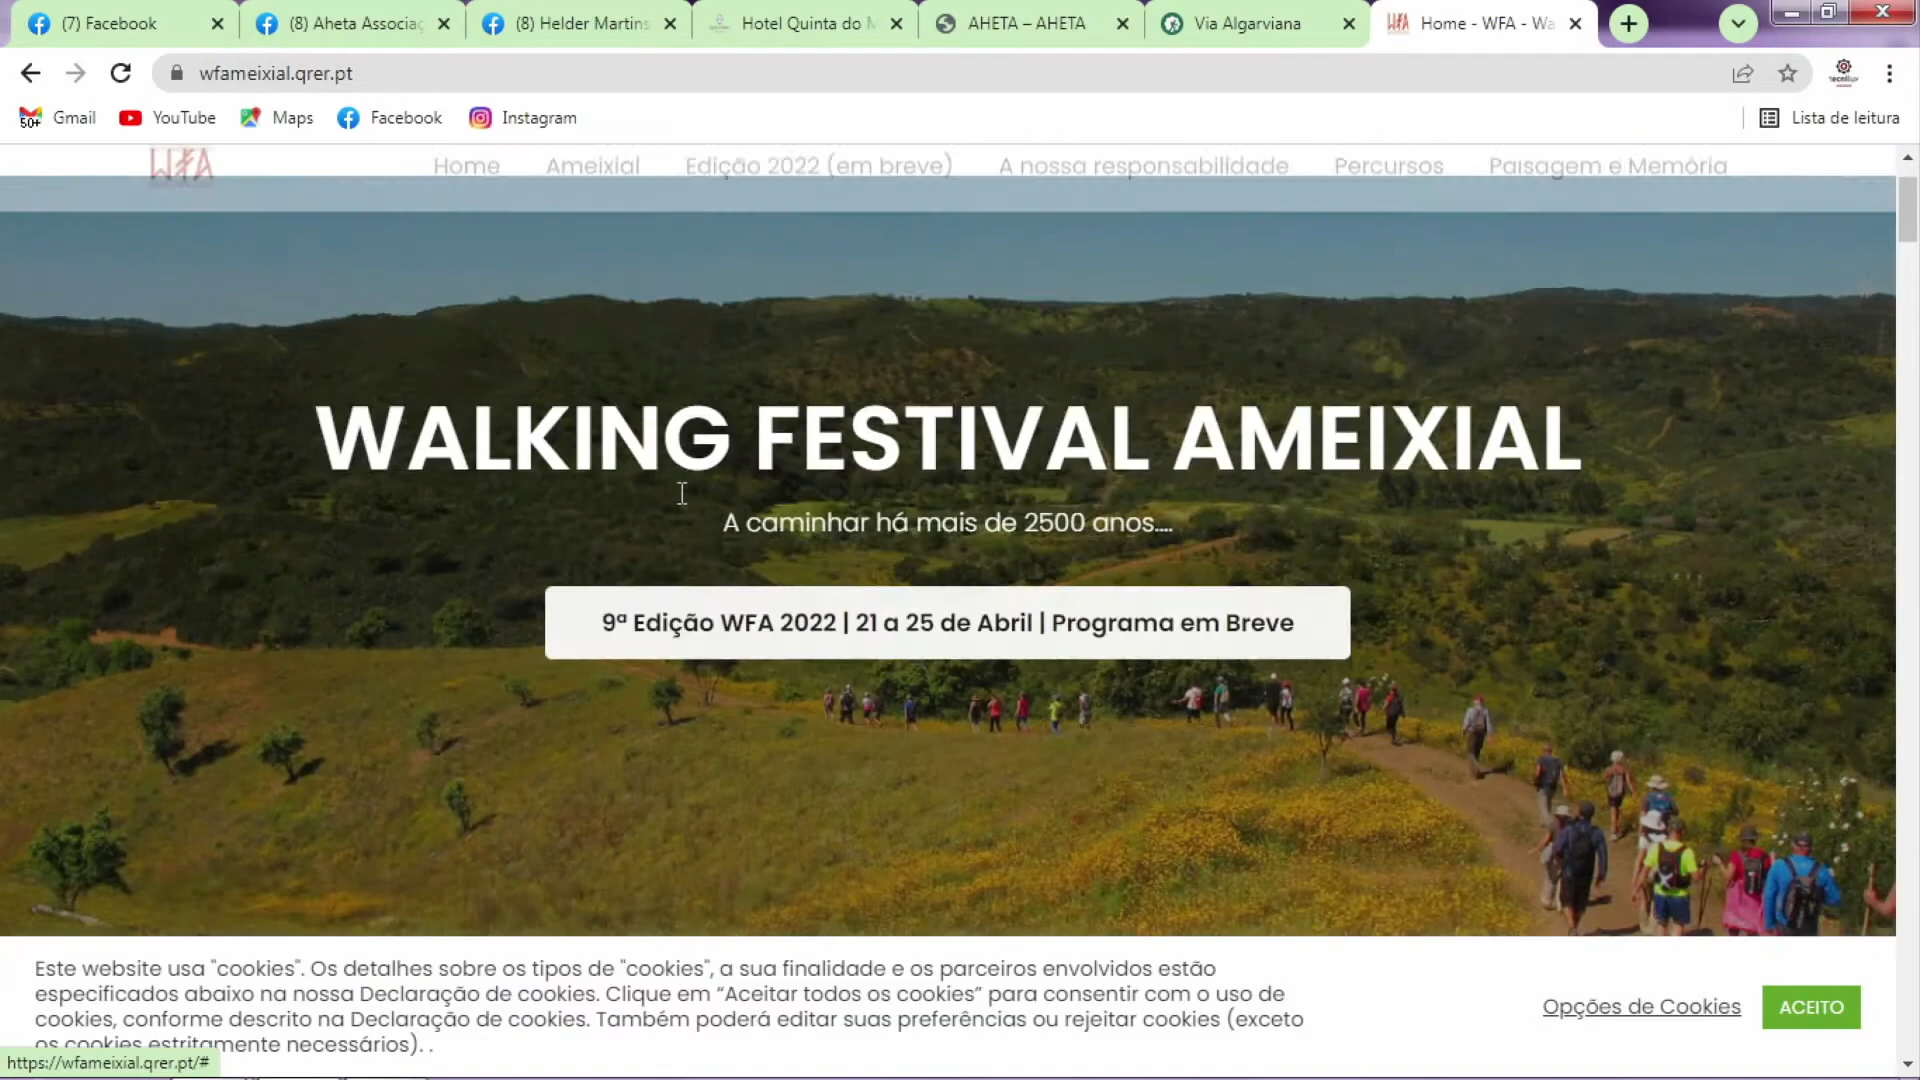 (7) Facebook
(8) Aheta Associaç
(8) Helder Martins
Hotel Quinta do M
AHETA – AHETA
Via Algarviana
Home - WFA - Wa
wfameixial.qrer.pt
tecnilux
50+
Gmail
YouTube
Maps
Facebook
Instagram
Lista de leitura
WFA
Home
Ameixial
Edição 2022 (em breve)
A nossa responsabilidade
Percursos
Paisagem e Memória
WALKING FESTIVAL AMEIXIAL
A caminhar há mais de 2500 anos....
9ª Edição WFA 2022 | 21 a 25 de Abril | Programa em Breve
Este website usa "cookies". Os detalhes sobre os tipos de "cookies", a sua finalidade e os parceiros envolvidos estão
especificados abaixo na nossa Declaração de cookies. Clique em “Aceitar todos os cookies” para consentir com o uso de
cookies, conforme descrito na Declaração de cookies. Também poderá editar suas preferências ou rejeitar cookies (exceto
os cookies estritamente necessários). .
Opções de Cookies
ACEITO
https://wfameixial.qrer.pt/#